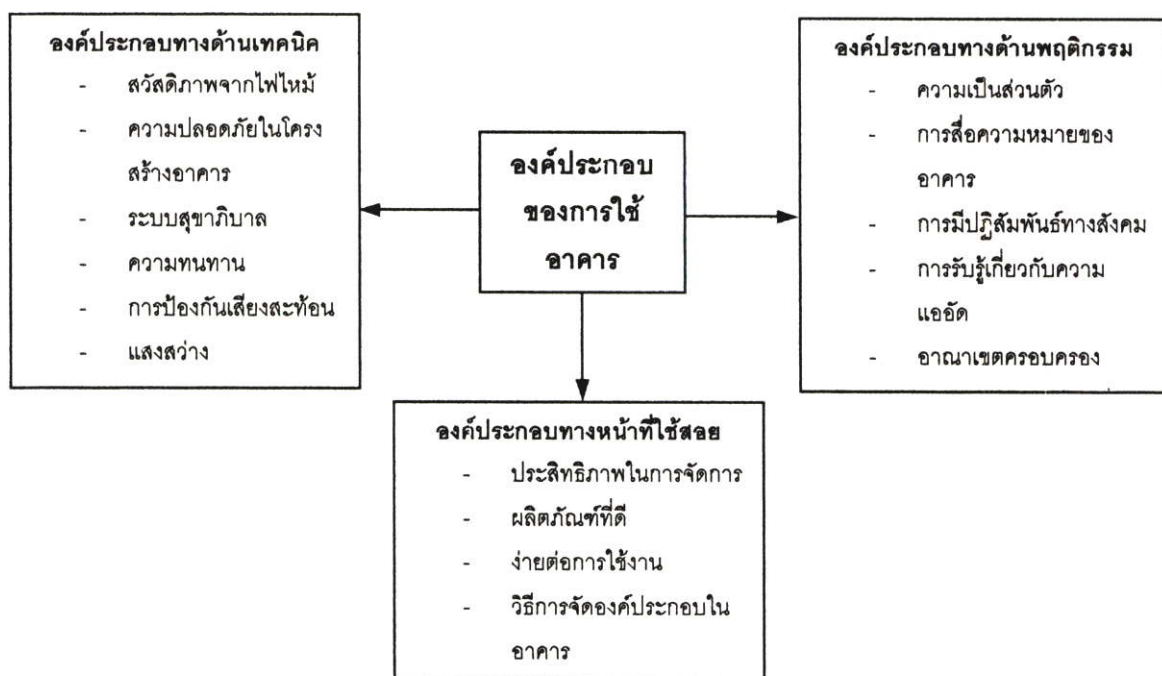 องค์ประกอบทางด้านเทคนิค
- สวัสดิภาพจากไฟไหม้
- ความปลอดภัยในโครง
สร้างอาคาร
- ระบบสุขาภิบาล
- ความทนทาน
- การป้องกันเสียงสะท้อน
- แสงสว่าง
องค์ประกอบ
ของการใช้
อาคาร
องค์ประกอบทางด้านพฤติกรรม
- ความเป็นส่วนตัว
- การสื่อความหมายของ
อาคาร
- การมีปฏิสัมพันธ์ทางสังคม
- การรับรู้เกี่ยวกับความ
แออัด
- อาณาเขตครอบครอง
องค์ประกอบทางหน้าที่ใช้สอย
- ประสิทธิภาพในการจัดการ
- ผลิตภัณฑ์ที่ดี
- ง่ายต่อการใช้งาน
- วิธีการจัดองค์ประกอบใน
อาคาร